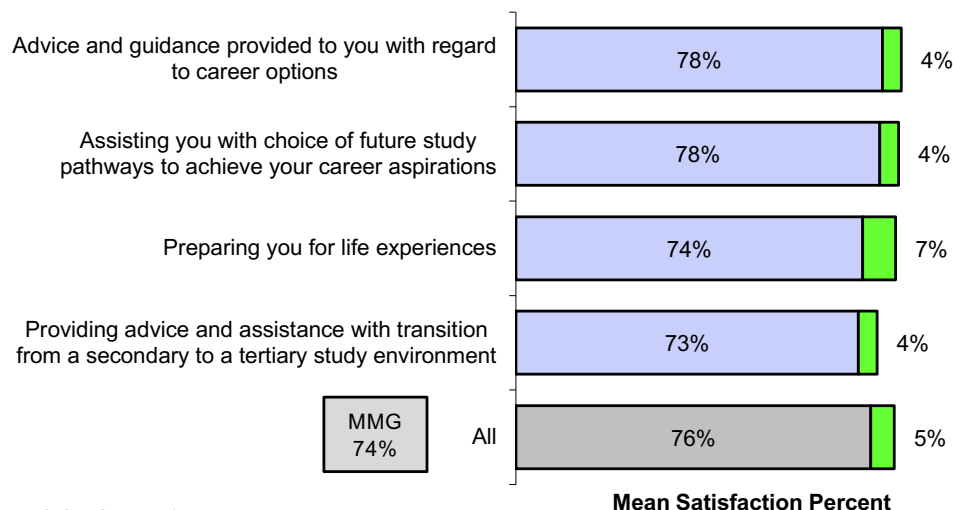 Advice and guidance provided to you with regard
to career options
78%
4%
Assisting you with choice of future study
pathways to achieve your career aspirations
78%
4%
Preparing you for life experiences
74%
7%
Providing advice and assistance with transition
from a secondary to a tertiary study environment
73%
4%
MMG
74%
All
76%
5%
Mean Satisfaction Percent